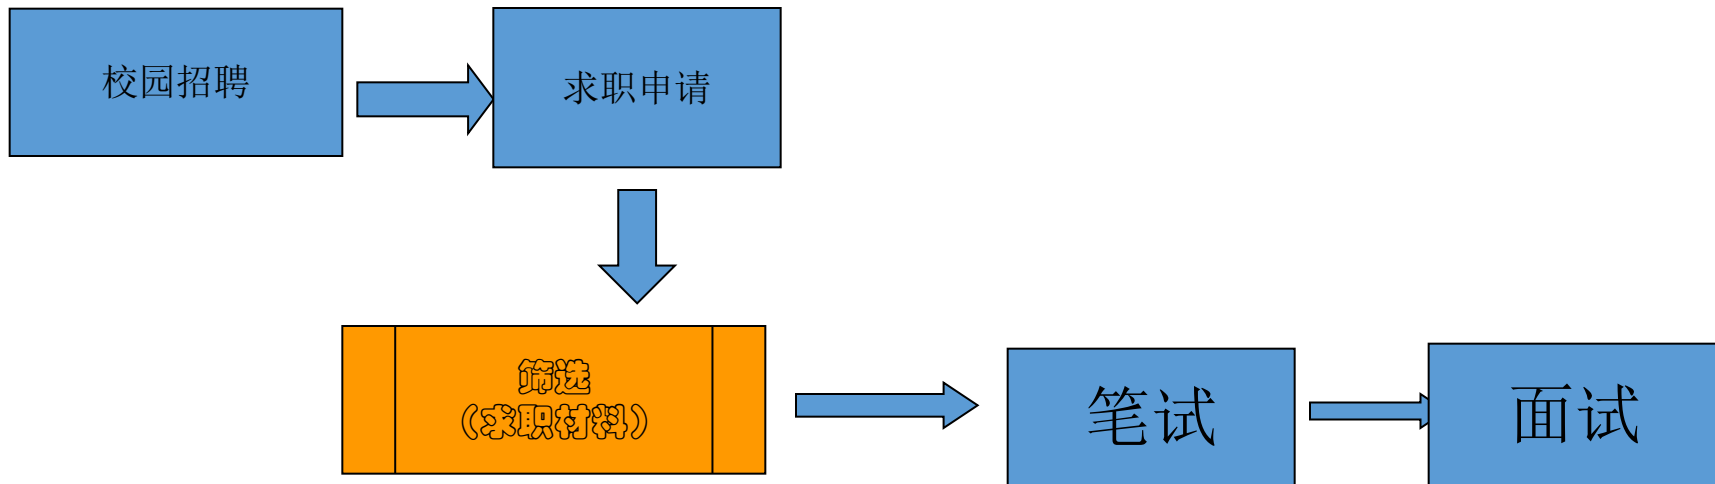 校园招聘
求职申请
筛选
（求职材料）
笔试
面试